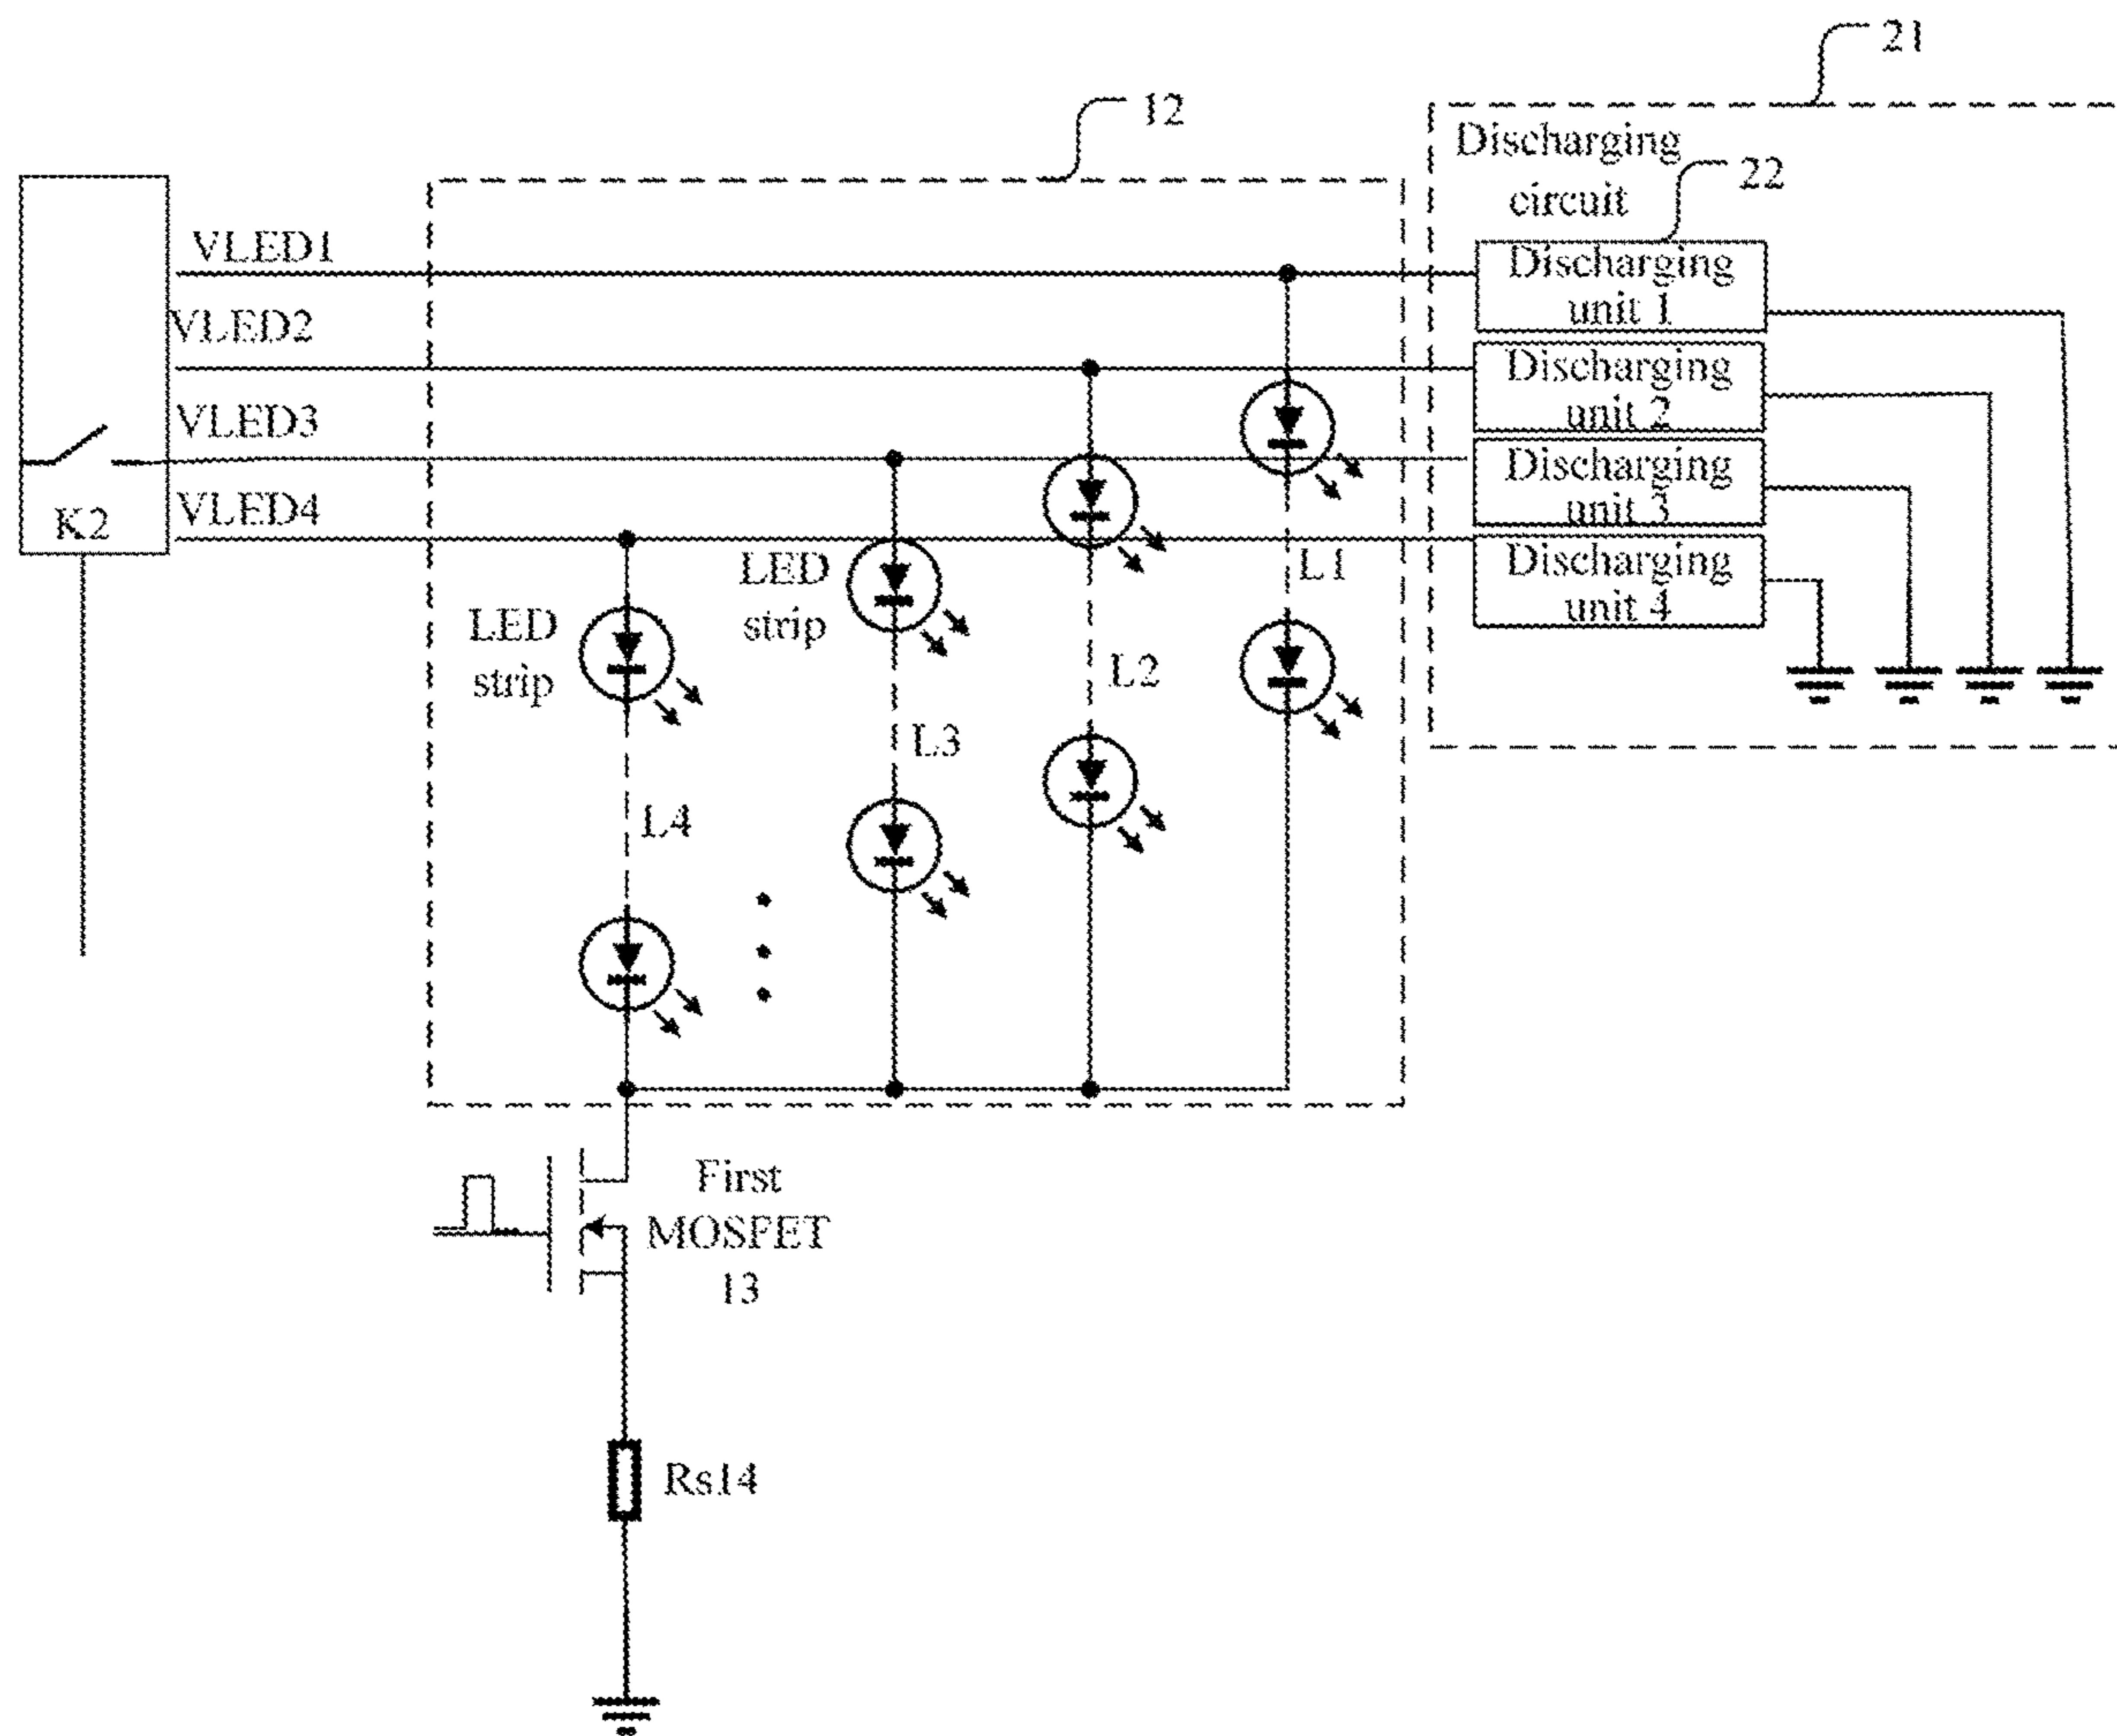 21
12
Discharging
circuit
22
VLED1
Discharging
unit 1
VLED2
Discharging
unit 2
VLED3
Discharging
unit 3
VLED4
K2
Discharging
unit 4
LED
strip
LED
strip
L1
L2
L3
L4
First
MOSFET
13
Rs14